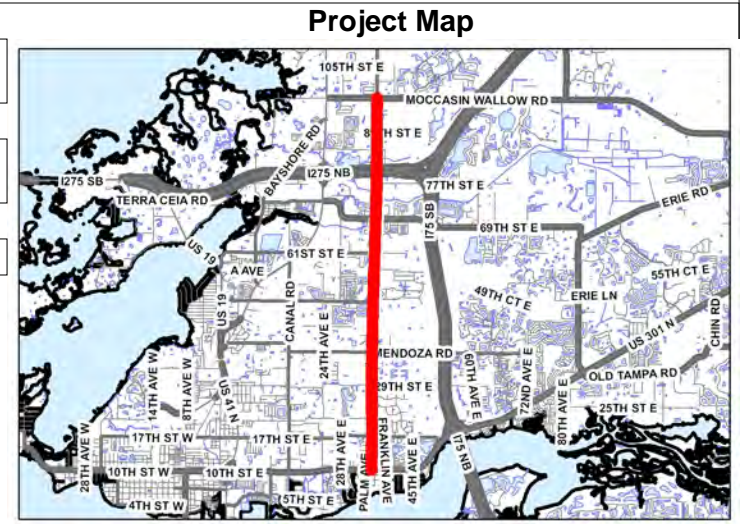 Project Map
105TH ST E
MOCCASIN WALLOW RD
TH ST E
BAYSHORE RD
I275 SB
I275 NB
77TH ST E
TERRA CEIA RD
I75 SB
ERIE RD
69TH ST E
US 19
61ST ST E
A AVE
55TH CT E
49TH CT E
ERIE LN
US 19
CANAL RD
24TH AVE E
US 301 N
CHIN RD
MENDOZA RD
14TH AVE W
8TH AVE W
US 41 N
60TH AVE E
72ND AVE E
OLD TAMPA RD
29TH ST E
80TH AVE E
25TH ST E
28TH AVE W
17TH ST W
17TH ST E
28TH AVE E
FRANKLIN AVE
45TH AVE E
I75 NB
10TH ST W
10TH ST E
PALM AVE
4TH ST W
5TH ST E